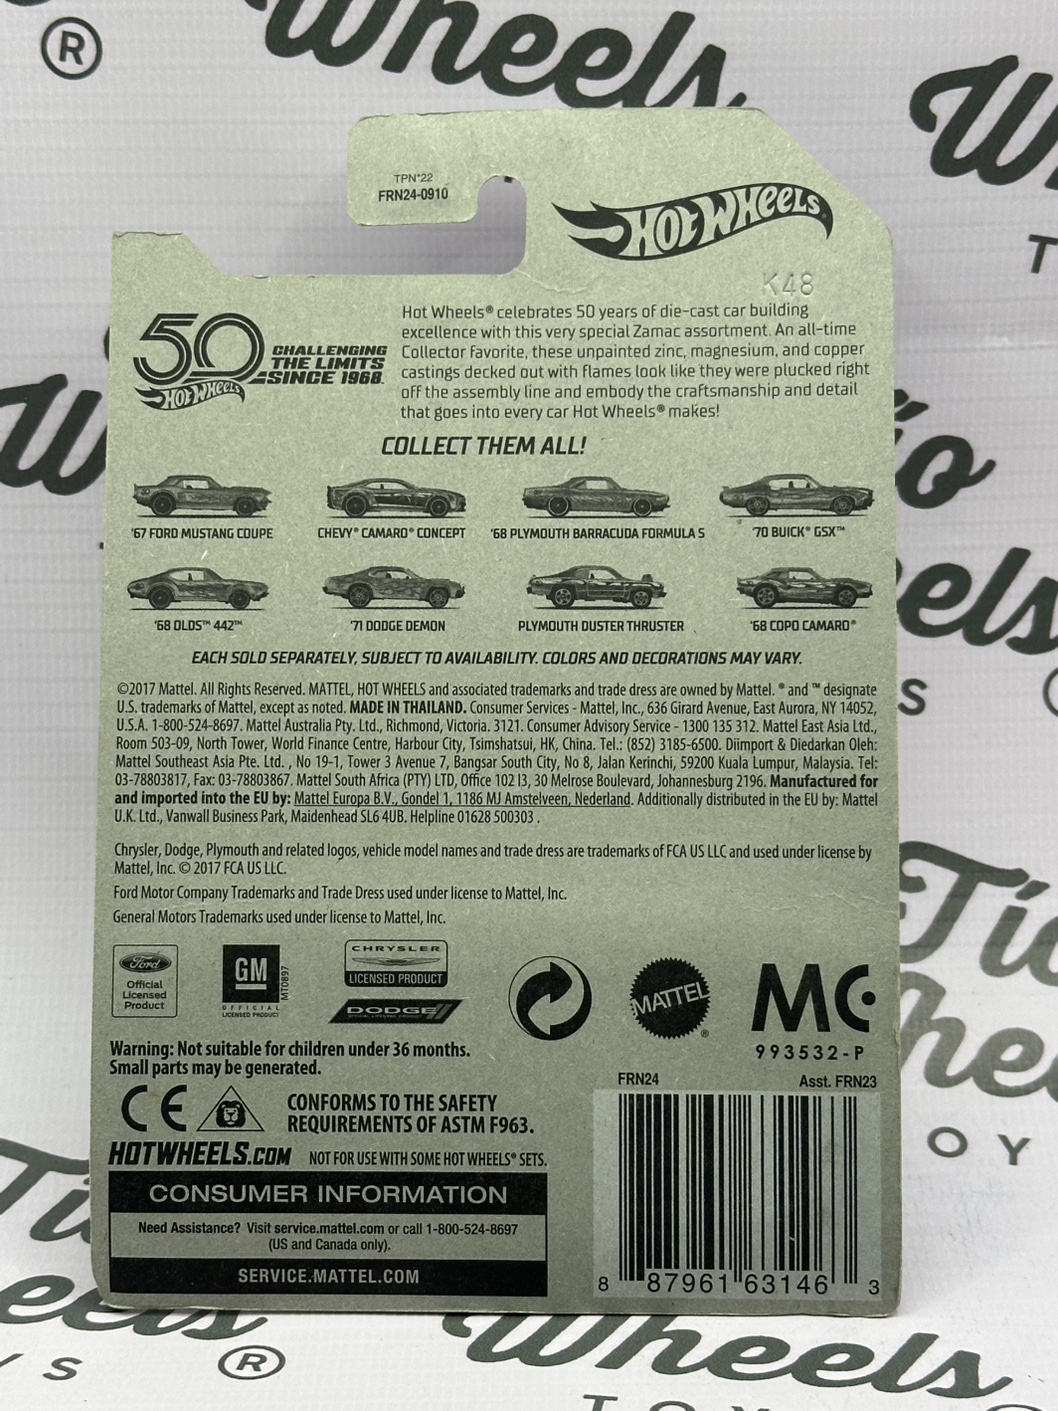 Wheels
®
TPN*22
FRN24-0910
HOT WHEELS
K48
50
HOT WHEELS
CHALLENGING
THE LIMITS
SINCE 1968
Hot Wheels® celebrates 50 years of die-cast car building
excellence with this very special Zamac assortment. An all-time
Collector favorite, these unpainted zinc, magnesium, and copper
castings decked out with flames look like they were plucked right
off the assembly line and embody the craftsmanship and detail
that goes into every car Hot Wheels® makes!
COLLECT THEM ALL!
'67 FORD MUSTANG COUPE CHEVY® CAMARO® CONCEPT '68 PLYMOUTH BARRACUDA FORMULA S '70 BUICK® GSX™
'68 OLDS™ 442™ '71 DODGE DEMON PLYMOUTH DUSTER THRUSTER '68 COPO CAMARO®
EACH SOLD SEPARATELY, SUBJECT TO AVAILABILITY. COLORS AND DECORATIONS MAY VARY.
©2017 Mattel. All Rights Reserved. MATTEL, HOT WHEELS and associated trademarks and trade dress are owned by Mattel. ® and ™ designate
U.S. trademarks of Mattel, except as noted. MADE IN THAILAND. Consumer Services - Mattel, Inc., 636 Girard Avenue, East Aurora, NY 14052,
U.S.A. 1-800-524-8697. Mattel Australia Pty. Ltd., Richmond, Victoria. 3121. Consumer Advisory Service - 1300 135 312. Mattel East Asia Ltd.,
Room 503-09, North Tower, World Finance Centre, Harbour City, Tsimshatsui, HK, China. Tel.: (852) 3185-6500. Diimport & Diedarkan Oleh:
Mattel Southeast Asia Pte. Ltd. , No 19-1, Tower 3 Avenue 7, Bangsar South City, No 8, Jalan Kerinchi, 59200 Kuala Lumpur, Malaysia. Tel:
03-78803817, Fax: 03-78803867. Mattel South Africa (PTY) LTD, Office 102 I3, 30 Melrose Boulevard, Johannesburg 2196. Manufactured for
and imported into the EU by: Mattel Europa B.V., Gondel 1, 1186 MJ Amstelveen, Nederland. Additionally distributed in the EU by: Mattel
U.K. Ltd., Vanwall Business Park, Maidenhead SL6 4UB. Helpline 01628 500303 .
Chrysler, Dodge, Plymouth and related logos, vehicle model names and trade dress are trademarks of FCA US LLC and used under license by
Mattel, Inc. © 2017 FCA US LLC.
Ford Motor Company Trademarks and Trade Dress used under license to Mattel, Inc.
General Motors Trademarks used under license to Mattel, Inc.
Ford
Official
Licensed
Product
GM
MT0897
OFFICIAL
LICENSED PRODUCT
CHRYSLER
LICENSED PRODUCT
DODGE
OFFICIAL LICENSED PRODUCT
MATTEL®
MC
993532-P
Warning: Not suitable for children under 36 months.
Small parts may be generated.
CE
CONFORMS TO THE SAFETY
REQUIREMENTS OF ASTM F963.
HOTWHEELS.COM NOT FOR USE WITH SOME HOT WHEELS® SETS.
CONSUMER INFORMATION
Need Assistance? Visit service.mattel.com or call 1-800-524-8697
(US and Canada only).
SERVICE.MATTEL.COM
FRN24 Asst. FRN23
8 87961 63146 3
®
Wheels